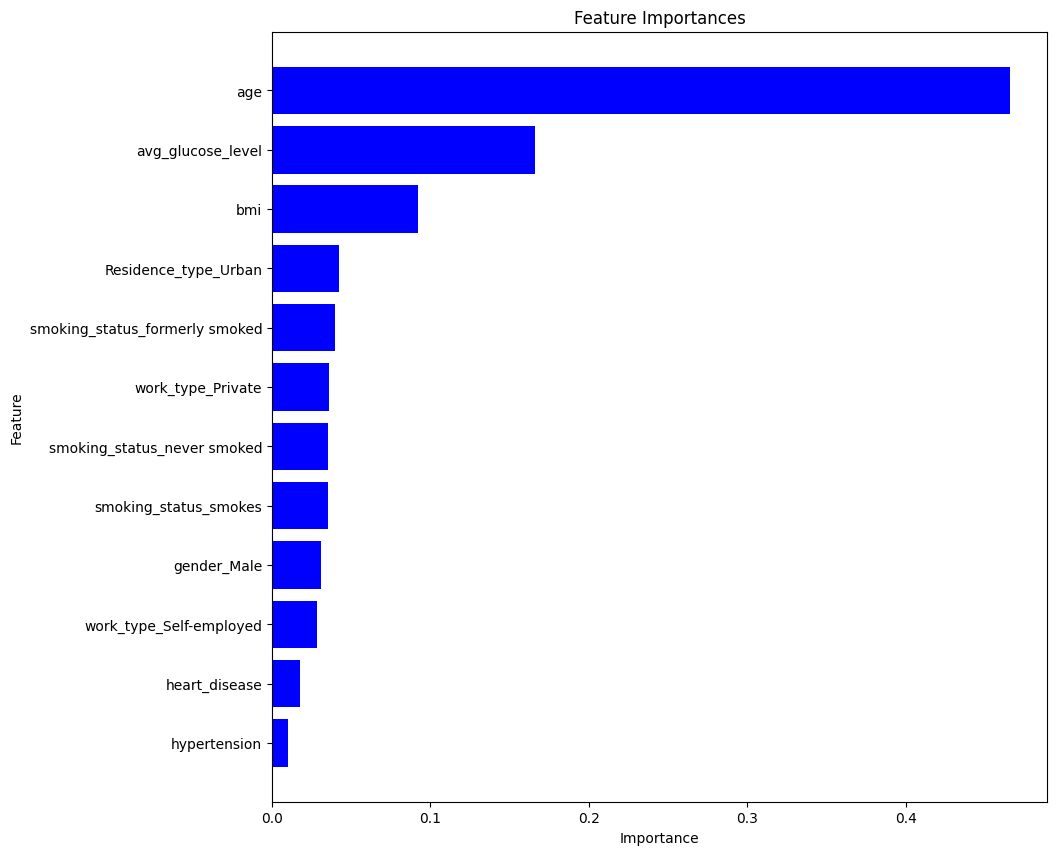 Feature Importances
Feature
age
avg_glucose_level
bmi
Residence_type_Urban
smoking_status_formerly smoked
work_type_Private
smoking_status_never smoked
smoking_status_smokes
gender_Male
work_type_Self-employed
heart_disease
hypertension
0.0 0.1 0.2 0.3 0.4
Importance